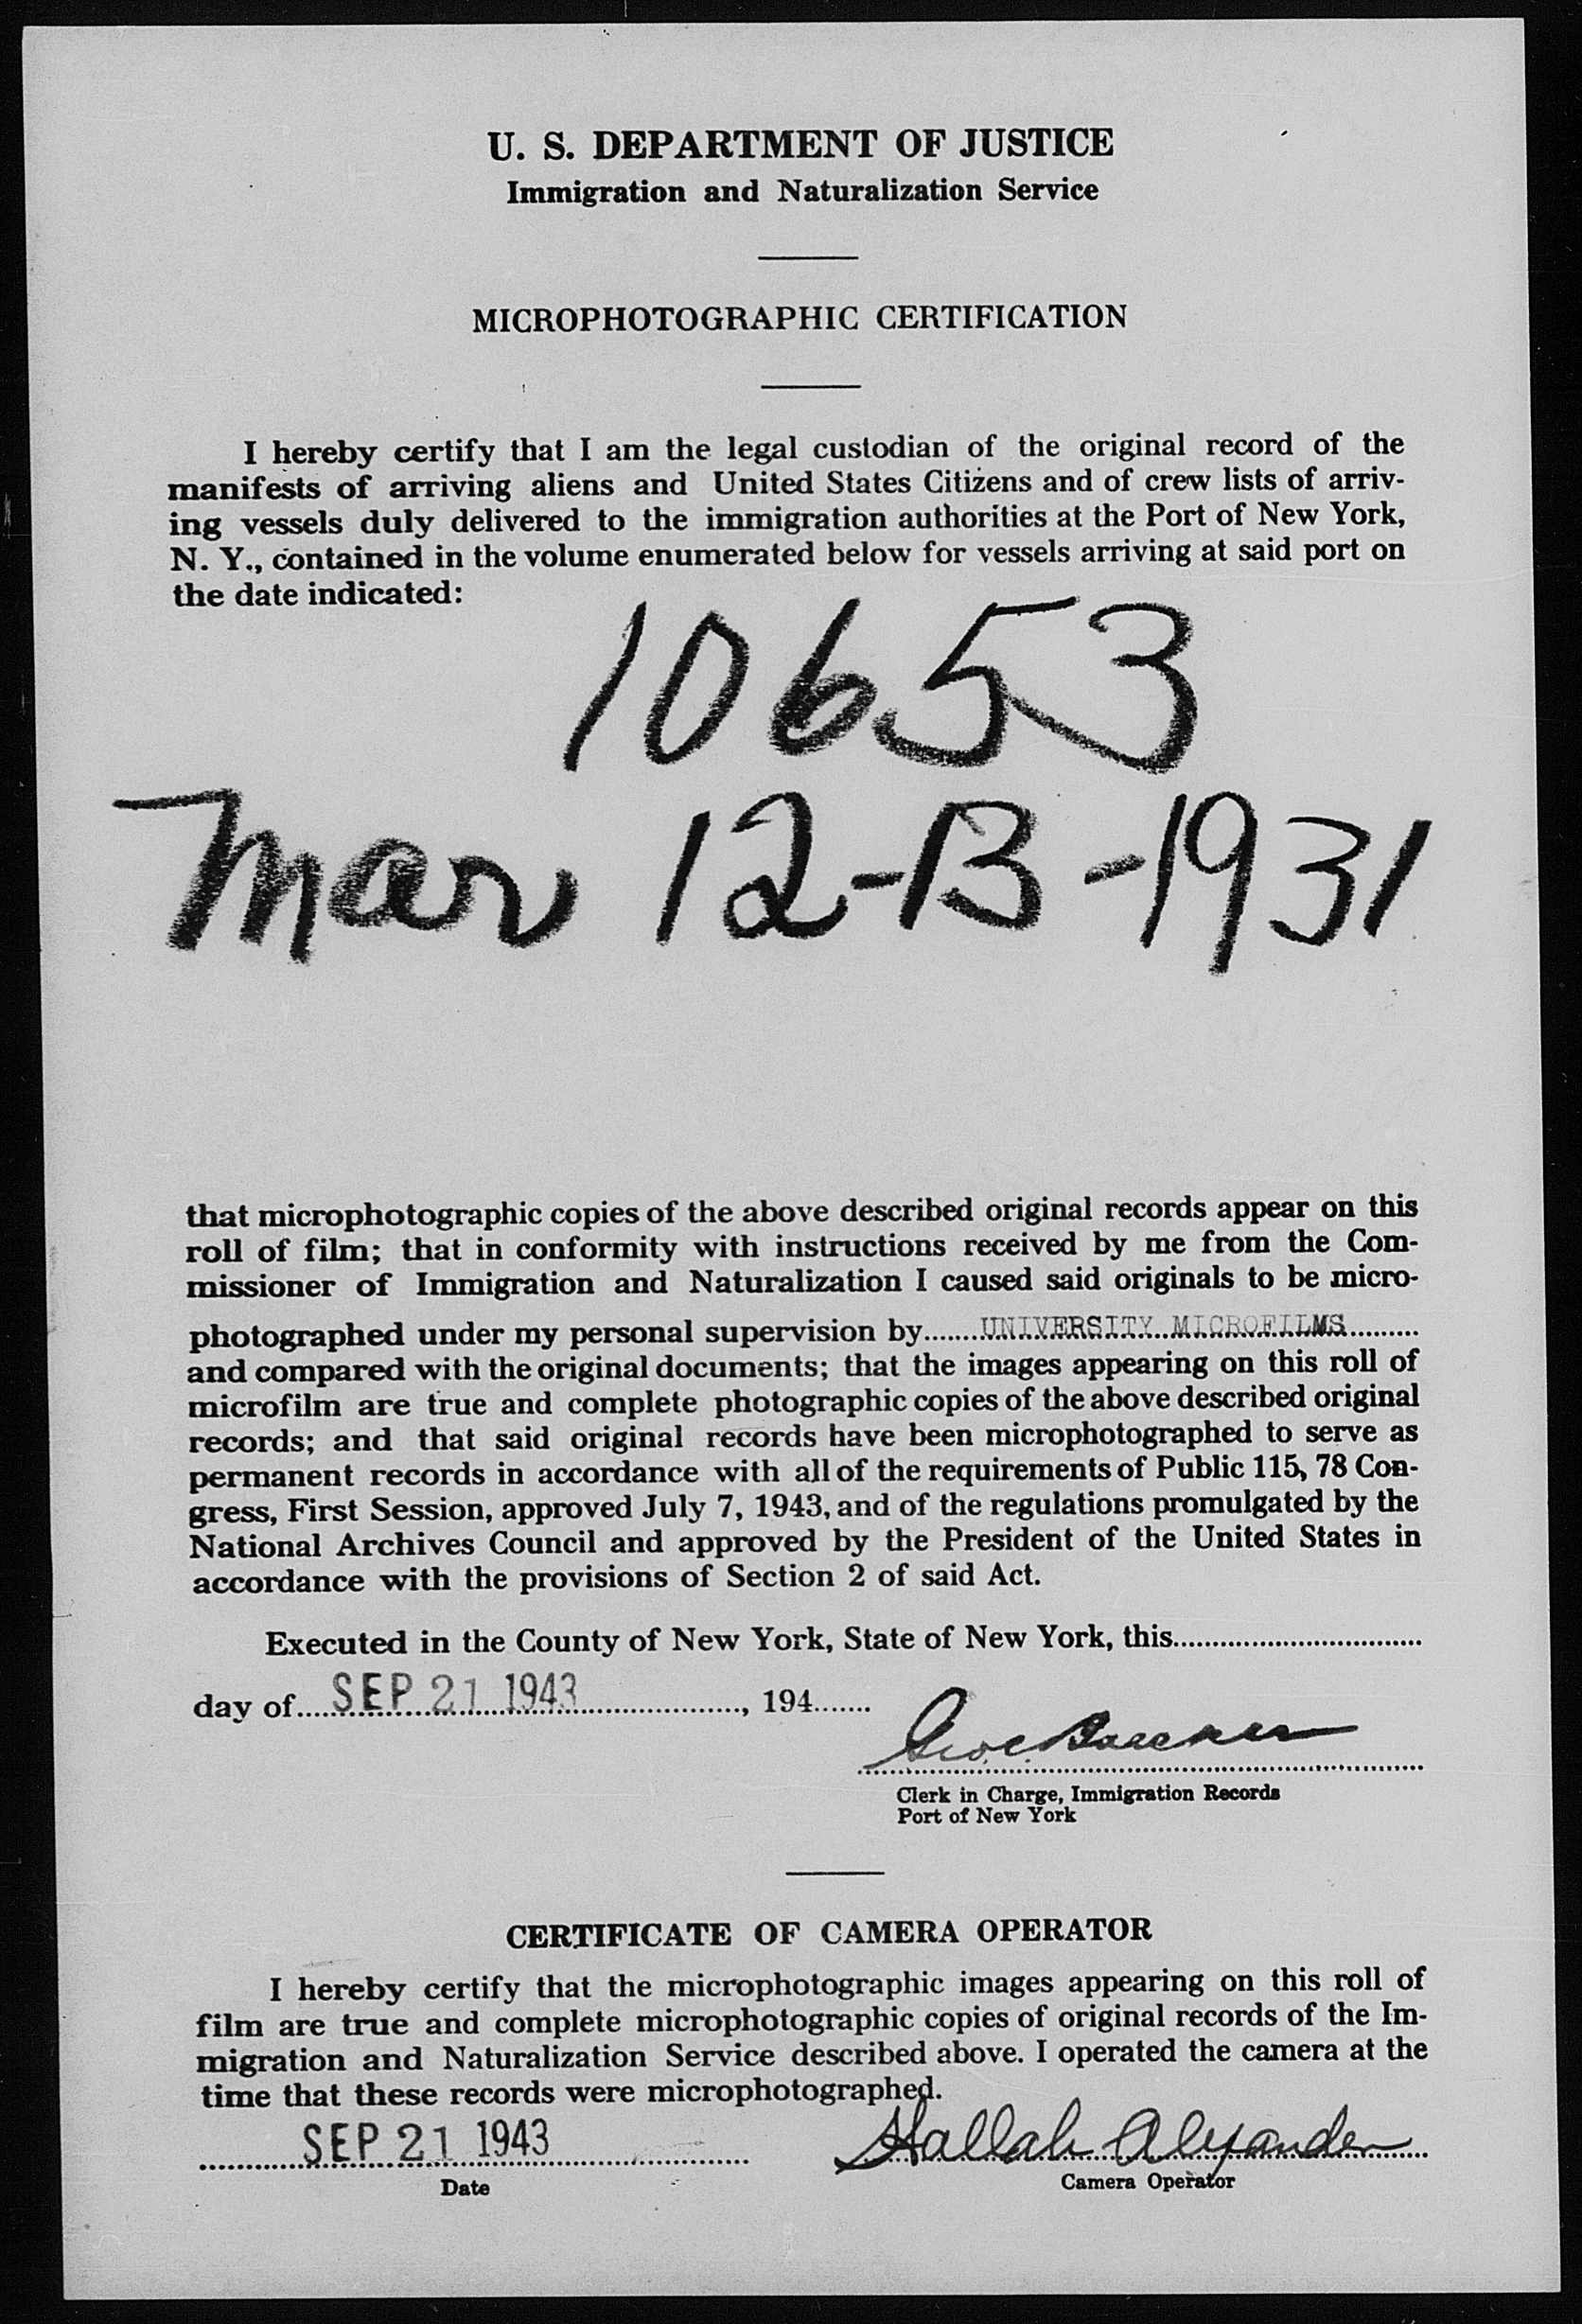 U. S. DEPARTMENT OF JUSTICE
Immigration and Naturalization Service
MICROPHOTOGRAPHIC CERTIFICATION
I hereby certify that I am the legal custodian of the original record of the
manifests of arriving aliens and United States Citizens and of crew lists of arriv-
ing vessels duly delivered to the immigration authorities at the Port of New York,
N. Y., contained in the volume enumerated below for vessels arriving at said port on
the date indicated:
10653
Mar 12-13-1931
that microphotographic copies of the above described original records appear on this
roll of film; that in conformity with instructions received by me from the Com-
missioner of Immigration and Naturalization I caused said originals to be micro-
photographed under my personal supervision by UNIVERSITY MICROFILMS
and compared with the original documents; that the images appearing on this roll of
microfilm are true and complete photographic copies of the above described original
records; and that said original records have been microphotographed to serve as
permanent records in accordance with all of the requirements of Public 115, 78 Con-
gress, First Session, approved July 7, 1943, and of the regulations promulgated by the
National Archives Council and approved by the President of the United States in
accordance with the provisions of Section 2 of said Act.
Executed in the County of New York, State of New York, this
day of SEP 21 1943, 194
Clerk in Charge, Immigration Records
Port of New York
CERTIFICATE OF CAMERA OPERATOR
I hereby certify that the microphotographic images appearing on this roll of
film are true and complete microphotographic copies of original records of the Im-
migration and Naturalization Service described above. I operated the camera at the
time that these records were microphotographed.
SEP 21 1943 Hallah Alexander
Date Camera Operator